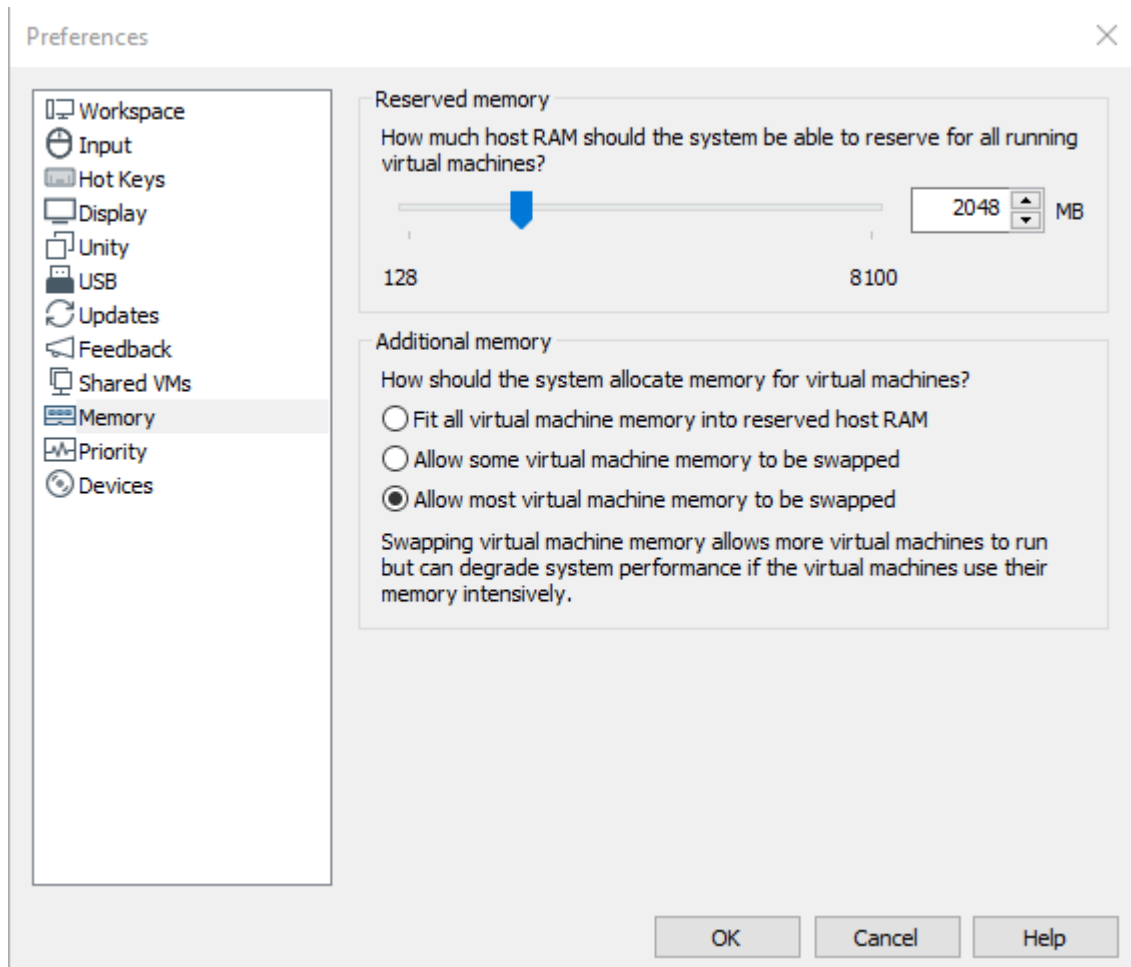 Preferences
Workspace
Input
Hot Keys
Display
Unity
USB
Updates
Feedback
Shared VMs
Memory
Priority
Devices
Reserved memory
How much host RAM should the system be able to reserve for all running
virtual machines?
2048 MB
128 8100
Additional memory
How should the system allocate memory for virtual machines?
Fit all virtual machine memory into reserved host RAM
Allow some virtual machine memory to be swapped
Allow most virtual machine memory to be swapped
Swapping virtual machine memory allows more virtual machines to run
but can degrade system performance if the virtual machines use their
memory intensively.
OK Cancel Help